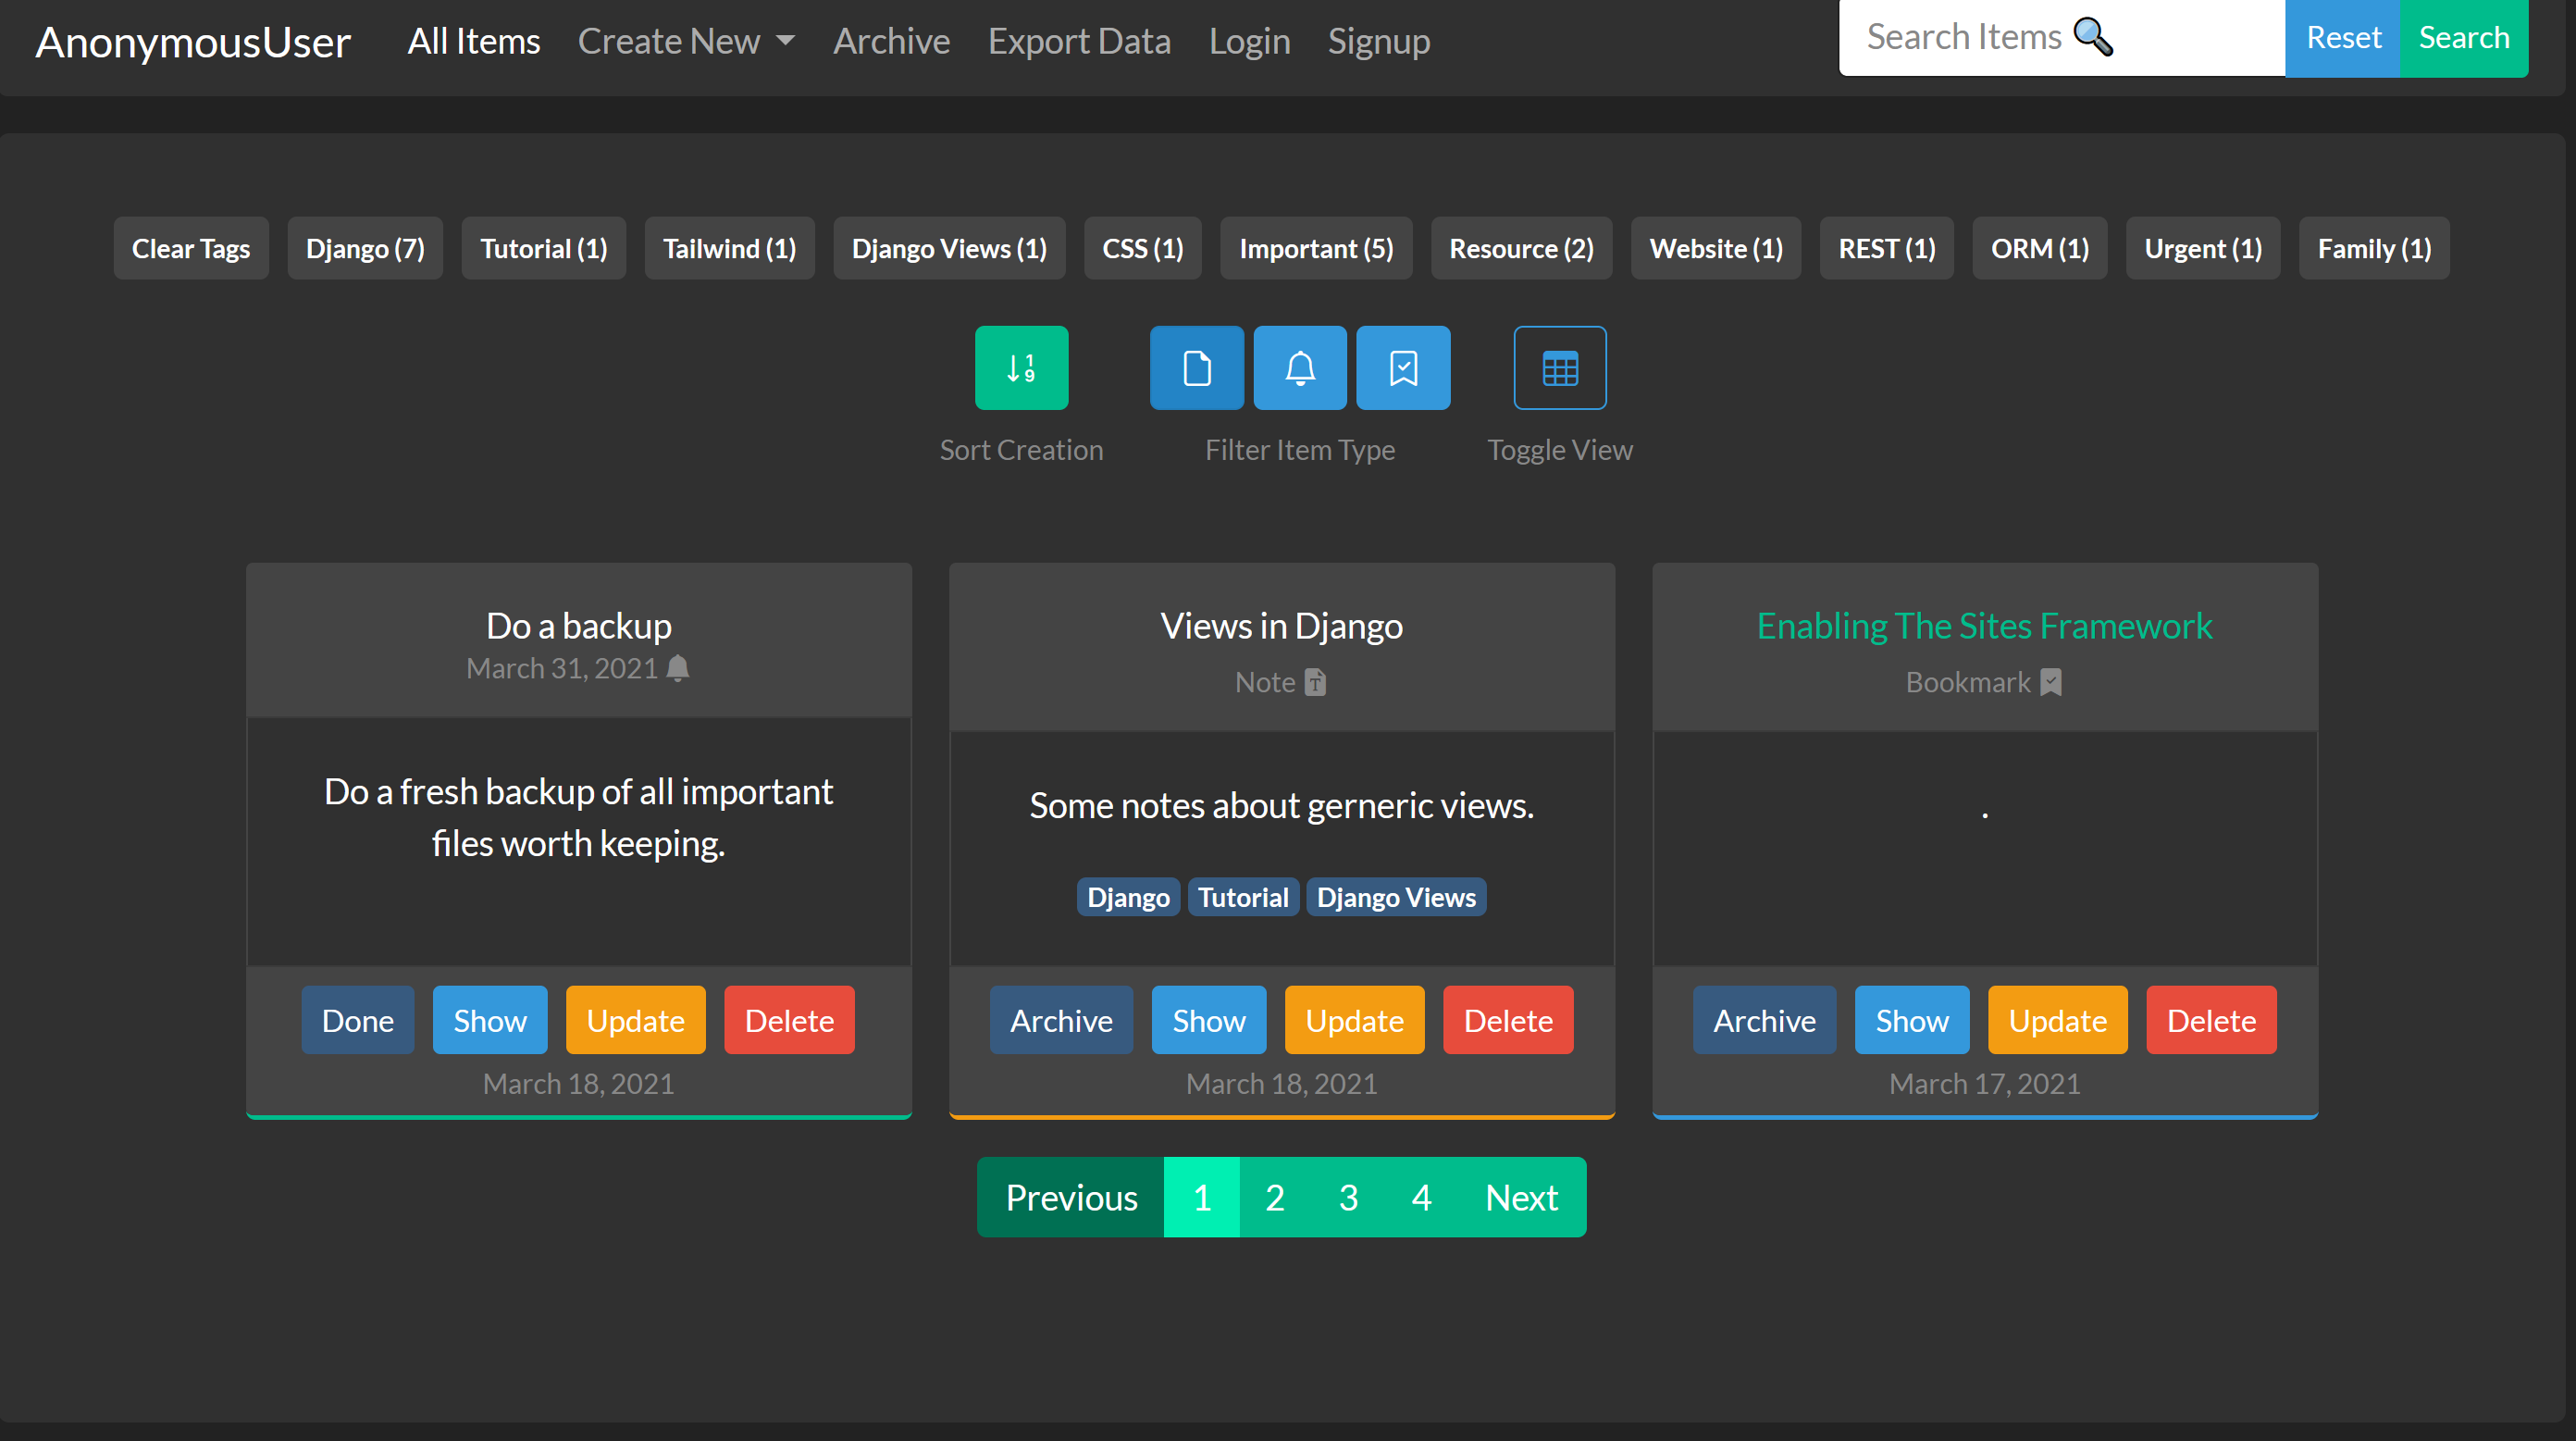 AnonymousUser All Items Create New Archive Export Data Login Signup Search Items Reset Search
Clear Tags Django (7) Tutorial (1) Tailwind (1) Django Views (1) CSS (1) Important (5) Resource (2) Website (1) REST (1) ORM (1) Urgent (1) Family (1)
1
9
Sort Creation Filter Item Type Toggle View
Do a backup
March 31, 2021
Do a fresh backup of all important
files worth keeping.
Done Show Update Delete
March 18, 2021
Views in Django
Note
Some notes about gerneric views.
Django Tutorial Django Views
Archive Show Update Delete
March 18, 2021
Enabling The Sites Framework
Bookmark
.
Archive Show Update Delete
March 17, 2021
Previous 1 2 3 4 Next